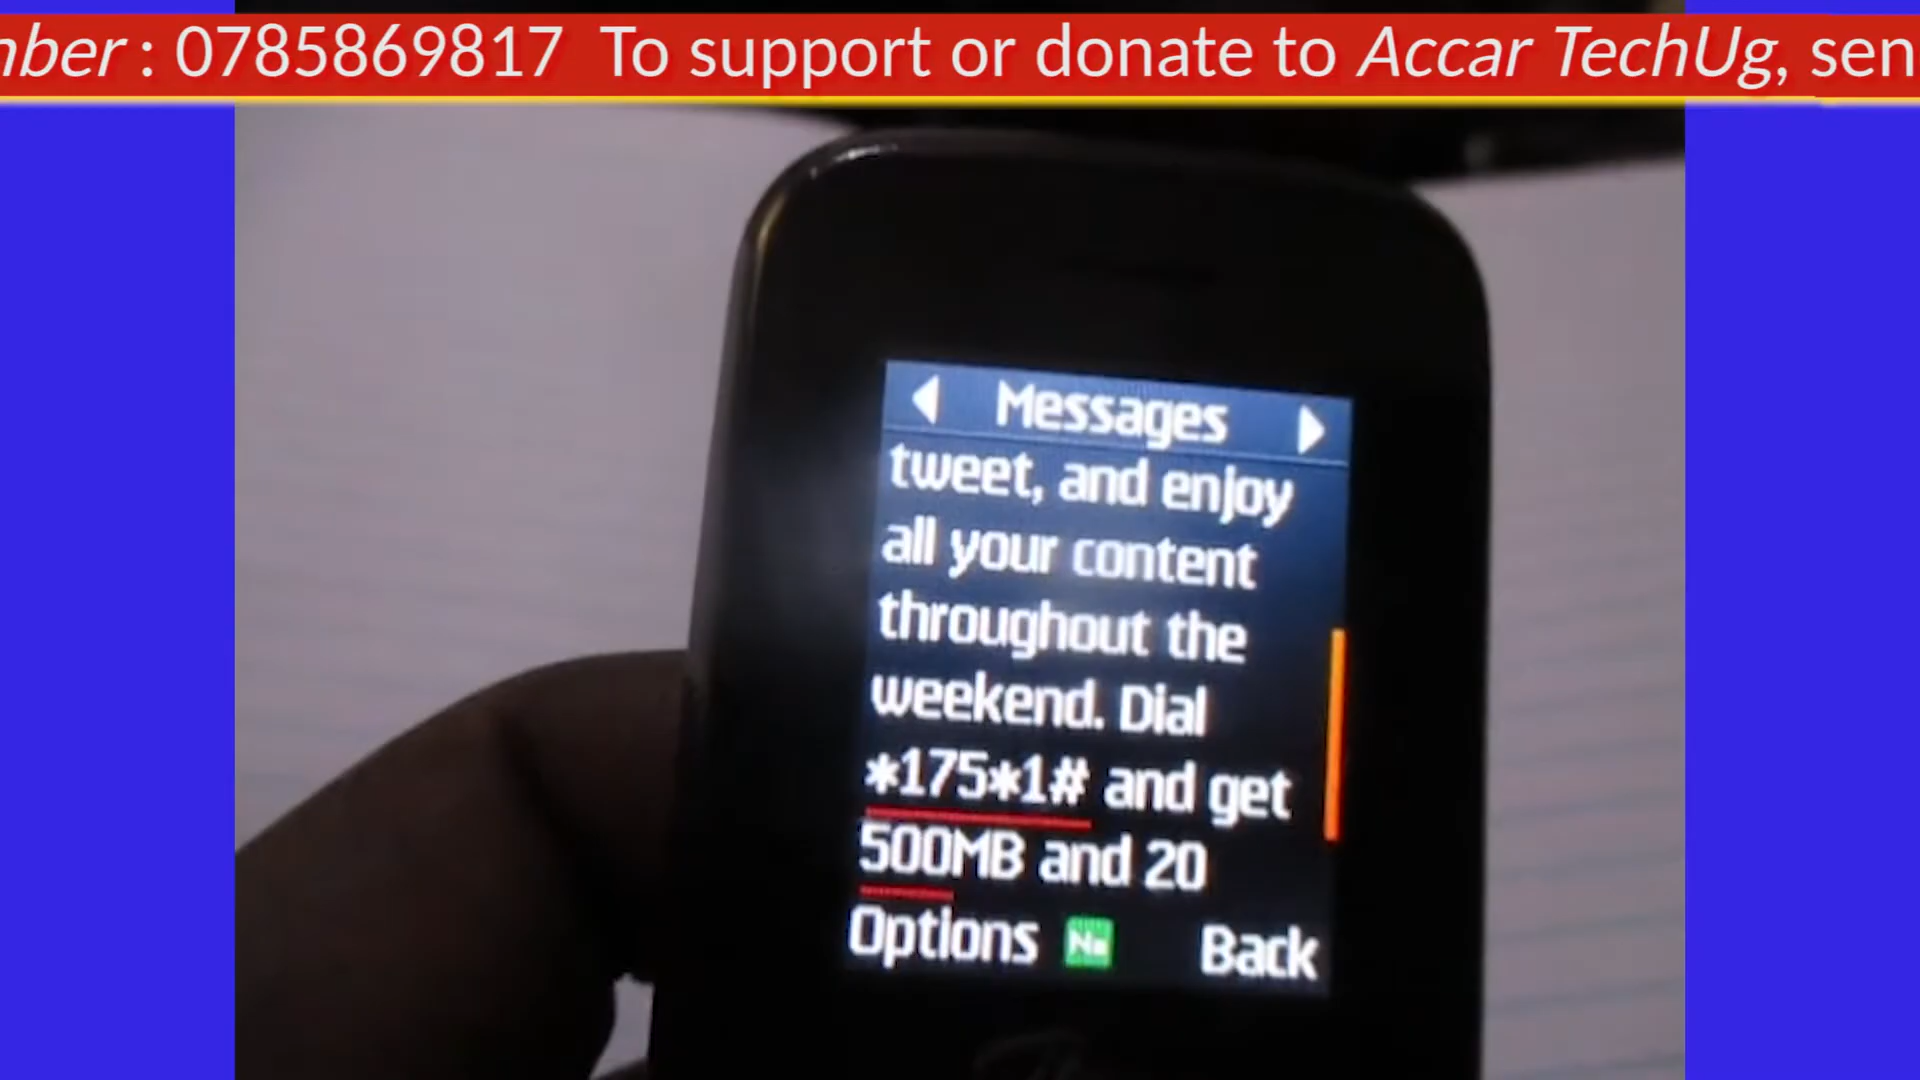 mber : 0785869817 To support or donate to Accar TechUg, sen
Messages
tweet, and enjoy
all your content
throughout the
weekend. Dial
*175*1# and get
500MB and 20
Options
Back